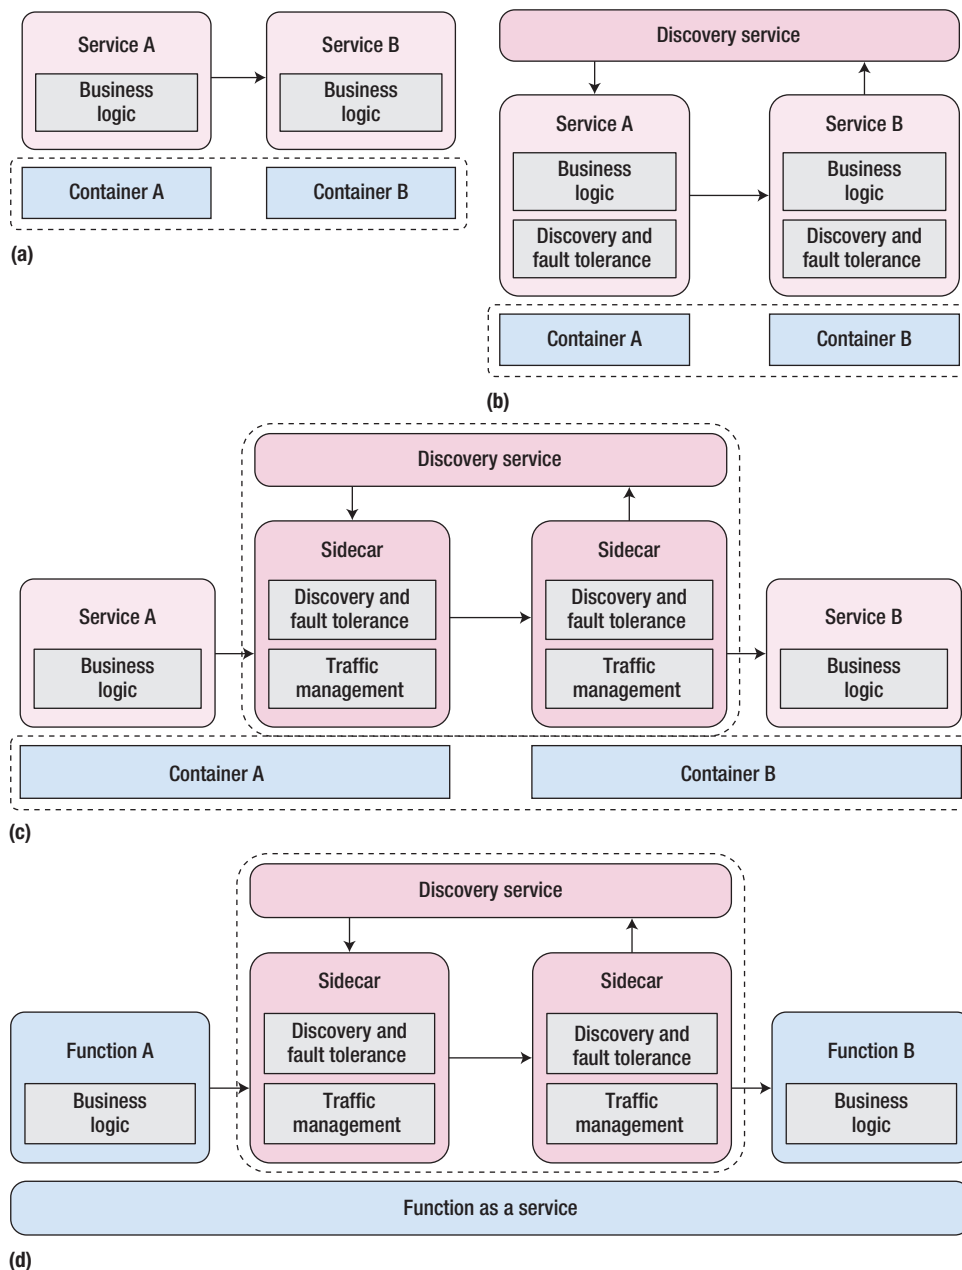 Service A
Business
logic
Service B
Business
logic
Container A
Container B
(a)
Discovery service
Service A
Business
logic
Discovery and
fault tolerance
Service B
Business
logic
Discovery and
fault tolerance
Container A
Container B
(b)
Discovery service
Service A
Business
logic
Sidecar
Discovery and
fault tolerance
Traffic
management
Sidecar
Discovery and
fault tolerance
Traffic
management
Service B
Business
logic
Container A
Container B
(c)
Discovery service
Function A
Business
logic
Sidecar
Discovery and
fault tolerance
Traffic
management
Sidecar
Discovery and
fault tolerance
Traffic
management
Function B
Business
logic
Function as a service
(d)